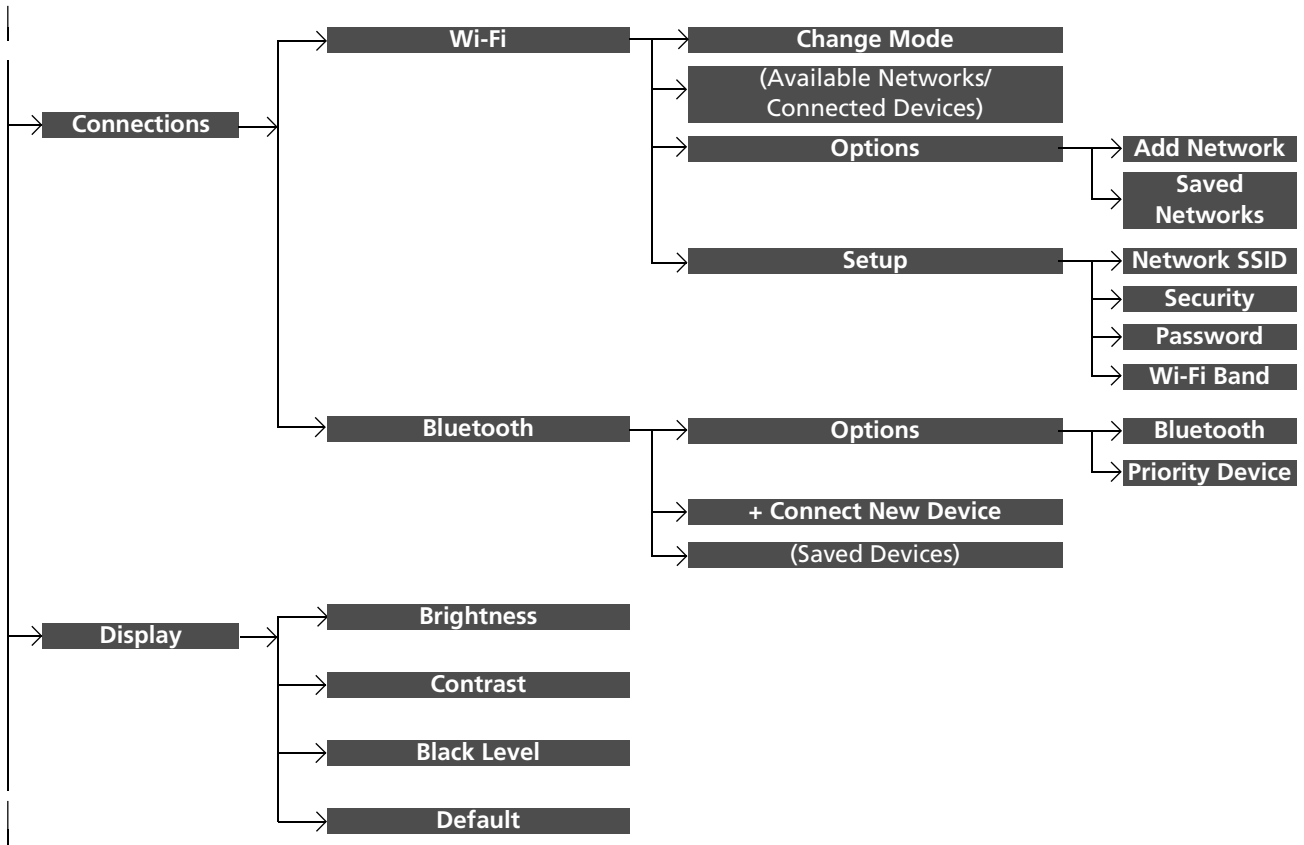 Connections
Wi-Fi
Change Mode
(Available Networks/
Connected Devices)
Options
Add Network
Saved
Networks
Setup
Network SSID
Security
Password
Wi-Fi Band
Bluetooth
Options
Bluetooth
Priority Device
+ Connect New Device
(Saved Devices)
Display
Brightness
Contrast
Black Level
Default